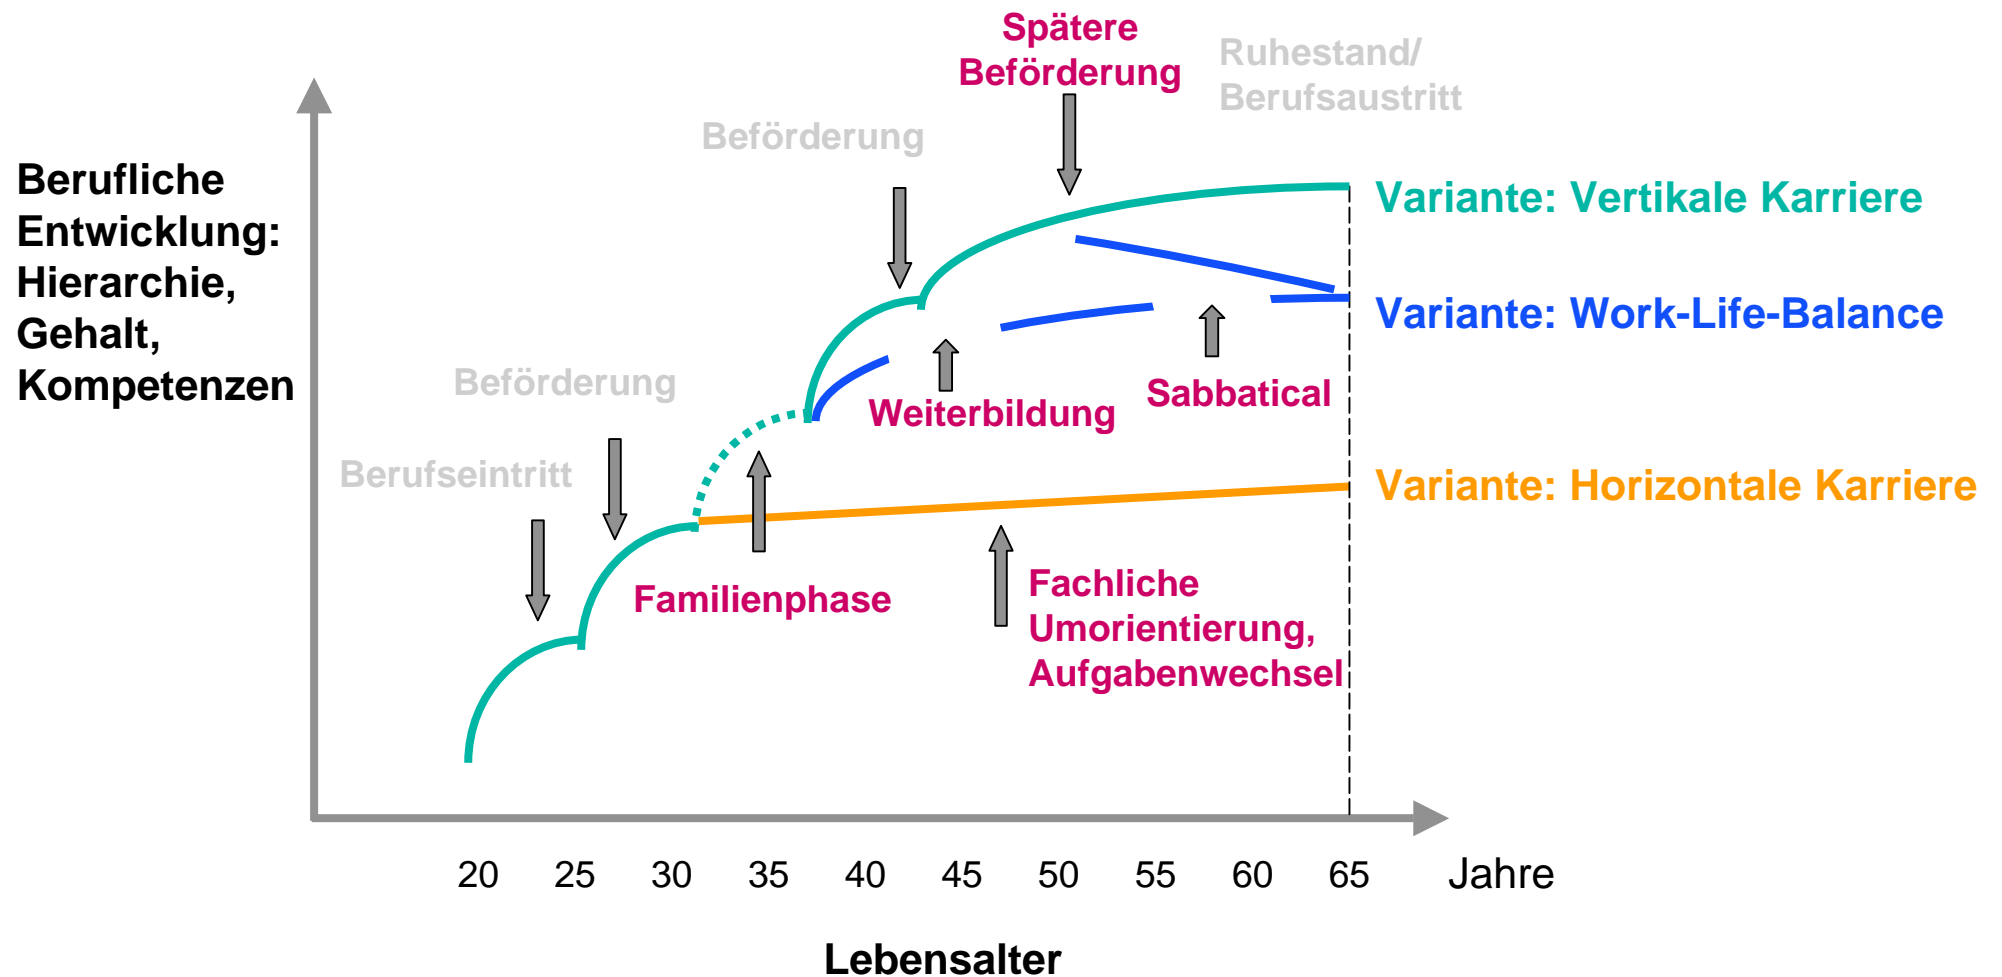 Spätere
Beförderung
Ruhestand/
Berufsaustritt
Beförderung
Berufliche
Entwicklung:
Hierarchie,
Gehalt,
Kompetenzen
Variante: Vertikale Karriere
Variante: Work-Life-Balance
Beförderung
Weiterbildung
Sabbatical
Berufseintritt
Variante: Horizontale Karriere
Familienphase
Fachliche
Umorientierung,
Aufgabenwechsel
20 25 30 35 40 45 50 55 60 65 Jahre
Lebensalter